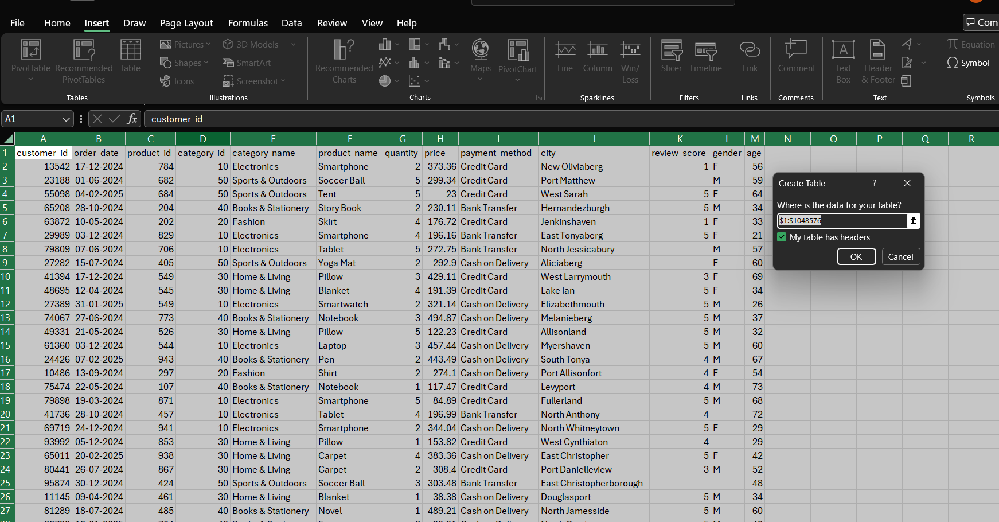 File Home Insert Draw Page Layout Formulas Data Review View Help Com
PivotTable Recommended PivotTables Table
Tables
Pictures 3D Models
Shapes SmartArt
Icons Screenshot
Illustrations
Recommended Charts Maps PivotChart
Charts
Line Column Win/ Loss
Sparklines
Slicer Timeline
Filters
Link
Links
Comment
Comments
Text Box Header & Footer
Text
Equation
Symbol
Symbols
A1 fx customer_id
A B C D E F G H I J K L M N O P Q R
1 customer_id order_date product_id category_id category_name product_name quantity price payment_method city review_score gender age
2 13542 17-12-2024 784 10 Electronics Smartphone 2 373.36 Credit Card New Oliviaberg 1 F 56
3 23188 01-06-2024 682 50 Sports & Outdoors Soccer Ball 5 299.34 Credit Card Port Matthew M 59
4 55098 04-02-2025 684 50 Sports & Outdoors Tent 5 23 Credit Card West Sarah 5 F 64
5 65208 28-10-2024 204 40 Books & Stationery Story Book 2 230.11 Bank Transfer Hernandezburgh 5 M 34
6 63872 10-05-2024 202 20 Fashion Skirt 4 176.72 Credit Card Jenkinshaven 1 F 33
7 29989 03-12-2024 829 10 Electronics Smartphone 4 196.16 Bank Transfer East Tonyaberg 5 F 21
8 79809 07-06-2024 706 10 Electronics Tablet 5 272.75 Bank Transfer North Jessicabury M 57
9 27282 15-07-2024 405 50 Sports & Outdoors Yoga Mat 2 292.9 Cash on Delivery Aliciaberg F 60
10 41394 17-12-2024 549 30 Home & Living Pillow 3 429.11 Credit Card West Larrymouth 3 F 69
11 48695 12-04-2024 545 30 Home & Living Blanket 4 191.39 Credit Card Lake Ian 5 F 34
12 27389 31-01-2025 549 10 Electronics Smartwatch 2 321.14 Cash on Delivery Elizabethmouth 5 M 26
13 74067 27-06-2024 773 40 Books & Stationery Notebook 3 494.87 Cash on Delivery Melanieberg 5 M 37
14 49331 21-05-2024 526 30 Home & Living Pillow 5 122.23 Credit Card Allisonland 5 M 32
15 61360 03-12-2024 544 10 Electronics Laptop 3 457.44 Cash on Delivery Myershaven 5 M 60
16 24426 07-02-2025 943 40 Books & Stationery Pen 2 443.49 Cash on Delivery South Tonya 4 M 67
17 10486 13-09-2024 297 20 Fashion Shirt 2 274.1 Cash on Delivery Port Allisonfort 4 F 54
18 75474 22-05-2024 107 40 Books & Stationery Notebook 1 117.47 Credit Card Levyport 4 M 73
19 79898 19-03-2024 871 10 Electronics Smartphone 5 84.89 Credit Card Fullerland 5 M 68
20 41736 28-10-2024 457 10 Electronics Tablet 4 196.99 Bank Transfer North Anthony 4 72
21 69719 24-12-2024 941 10 Electronics Smartphone 2 344.04 Cash on Delivery North Whitneytown 5 F 29
22 93992 05-12-2024 853 30 Home & Living Pillow 1 153.82 Credit Card West Cynthiaton 4 29
23 65011 20-02-2025 938 30 Home & Living Carpet 4 383.36 Cash on Delivery East Christopher 5 F 42
24 80441 26-07-2024 867 30 Home & Living Carpet 2 308.4 Credit Card Port Danielleview 3 M 52
25 95874 30-12-2024 424 50 Sports & Outdoors Soccer Ball 3 303.48 Bank Transfer East Christopherborough 48
26 11145 09-04-2024 461 30 Home & Living Blanket 1 38.38 Cash on Delivery Douglasport 5 M 34
27 81289 18-07-2024 485 40 Books & Stationery Novel 1 489.21 Cash on Delivery North Jamesside 5 M 60
Create Table ?
Where is the data for your table?
$1:$1048576
My table has headers
OK Cancel